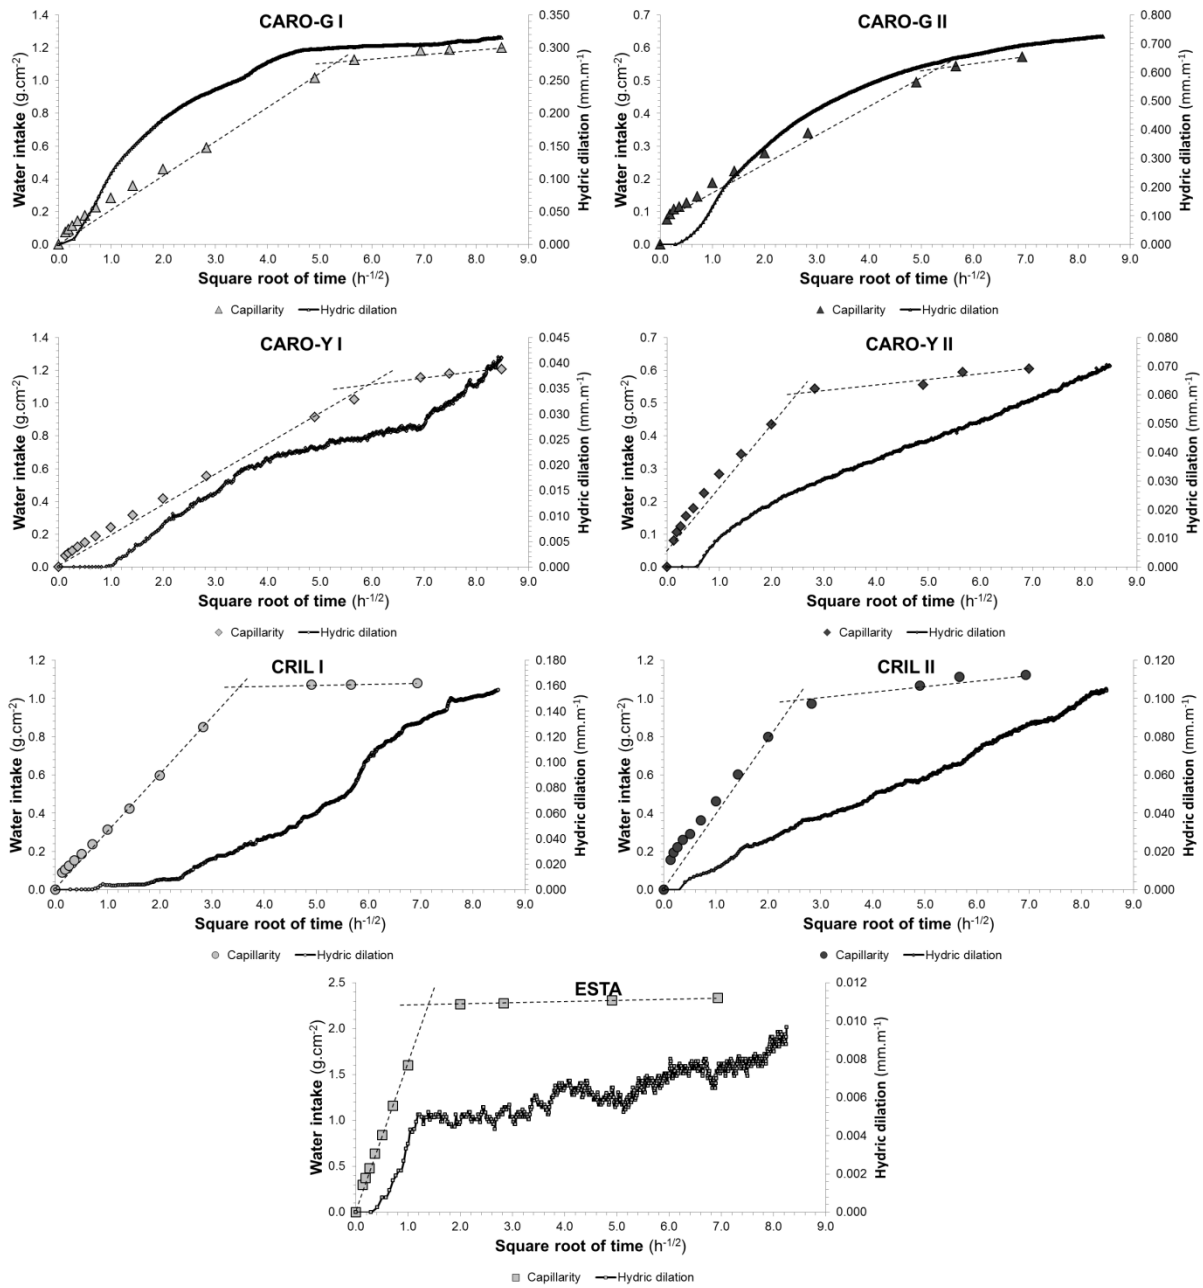 CARO-G I
Water intake (g.cm-2)
1.4
1.2
1.0
0.8
0.6
0.4
0.2
0.0
0.350
0.300
0.250
0.200
0.150
0.100
0.050
0.000
Hydric dilation (mm.m-1)
0.0 1.0 2.0 3.0 4.0 5.0 6.0 7.0 8.0 9.0
Square root of time (h-1/2)
Capillarity Hydric dilation
CARO-G II
Water intake (g.cm-2)
0.7
0.6
0.5
0.4
0.3
0.2
0.1
0.0
0.800
0.700
0.600
0.500
0.400
0.300
0.200
0.100
0.000
Hydric dilation (mm.m-1)
0.0 1.0 2.0 3.0 4.0 5.0 6.0 7.0 8.0 9.0
Square root of time (h-1/2)
Capillarity Hydric dilation
CARO-Y I
Water intake (g.cm-2)
1.4
1.2
1.0
0.8
0.6
0.4
0.2
0.0
0.045
0.040
0.035
0.030
0.025
0.020
0.015
0.010
0.005
0.000
Hydric dilation (mm.m-1)
0.0 1.0 2.0 3.0 4.0 5.0 6.0 7.0 8.0 9.0
Square root of time (h-1/2)
Capillarity Hydric dilation
CARO-Y II
Water intake (g.cm-2)
0.7
0.6
0.5
0.4
0.3
0.2
0.1
0.0
0.080
0.070
0.060
0.050
0.040
0.030
0.020
0.010
0.000
Hydric dilation (mm.m-1)
0.0 1.0 2.0 3.0 4.0 5.0 6.0 7.0 8.0 9.0
Square root of time (h-1/2)
Capillarity Hydric dilation
CRIL I
Water intake (g.cm-2)
1.2
1.0
0.8
0.6
0.4
0.2
0.0
0.180
0.160
0.140
0.120
0.100
0.080
0.060
0.040
0.020
0.000
Hydric dilation (mm.m-1)
0.0 1.0 2.0 3.0 4.0 5.0 6.0 7.0 8.0 9.0
Square root of time (h-1/2)
Capillarity Hydric dilation
CRIL II
Water intake (g.cm-2)
1.2
1.0
0.8
0.6
0.4
0.2
0.0
0.120
0.100
0.080
0.060
0.040
0.020
0.000
Hydric dilation (mm.m-1)
0.0 1.0 2.0 3.0 4.0 5.0 6.0 7.0 8.0 9.0
Square root of time (h-1/2)
Capillarity Hydric dilation
ESTA
Water intake (g.cm-2)
2.5
2.0
1.5
1.0
0.5
0.0
0.012
0.010
0.008
0.006
0.004
0.002
0.000
Hydric dilation (mm.m-1)
0.0 1.0 2.0 3.0 4.0 5.0 6.0 7.0 8.0 9.0
Square root of time (h-1/2)
Capillarity Hydric dilation